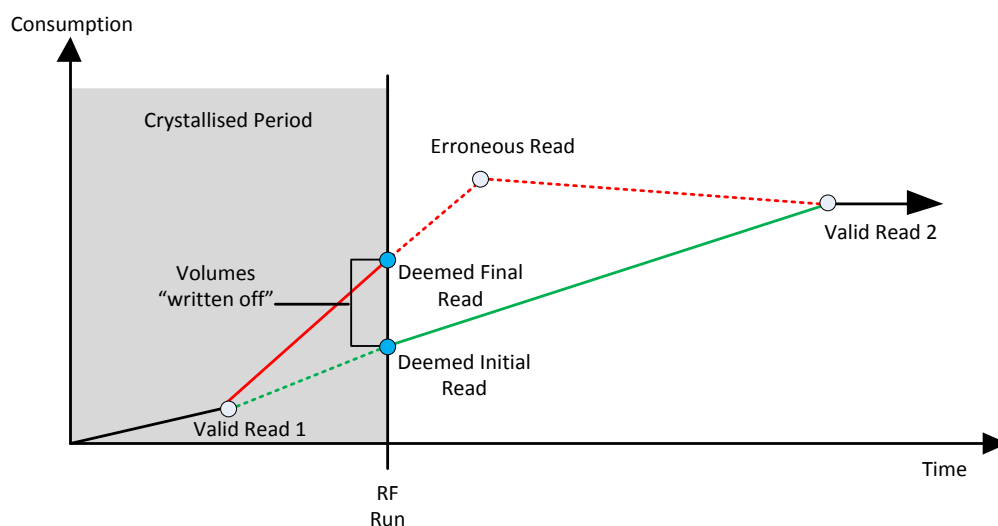 Consumption
Crystallised Period
Erroneous Read
Valid Read 2
Volumes
“written off”
Deemed Final
Read
Deemed Initial
Read
Valid Read 1
Time
RF
Run